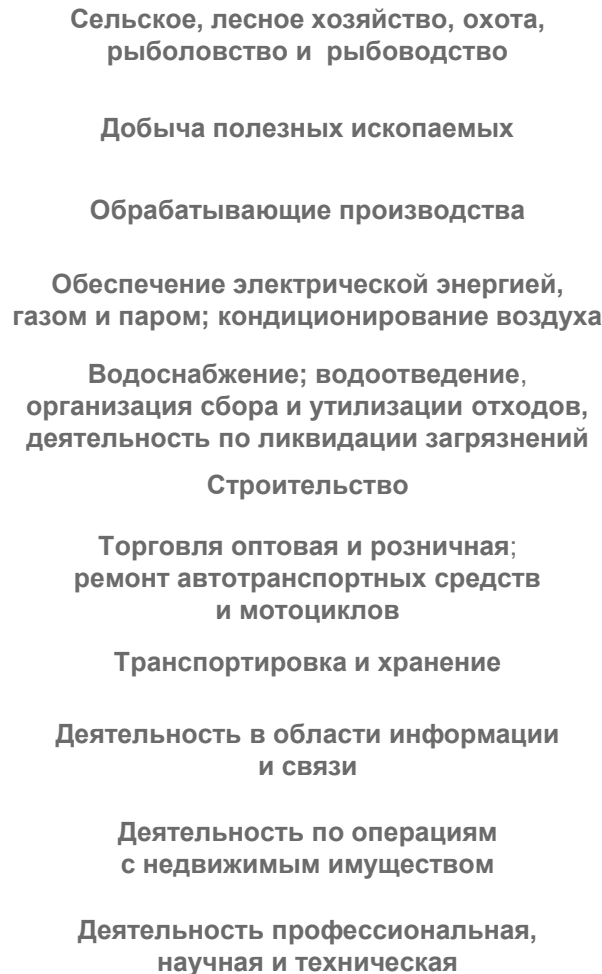 Сельское, лесное хозяйство, охота,
рыболовство и рыбоводство
Добыча полезных ископаемых
Обрабатывающие производства
Обеспечение электрической энергией,
газом и паром; кондиционирование воздуха
Водоснабжение; водоотведение,
организация сбора и утилизации отходов,
деятельность по ликвидации загрязнений
Строительство
Торговля оптовая и розничная;
ремонт автотранспортных средств
и мотоциклов
Транспортировка и хранение
Деятельность в области информации
и связи
Деятельность по операциям
с недвижимым имуществом
Деятельность профессиональная,
научная и техническая